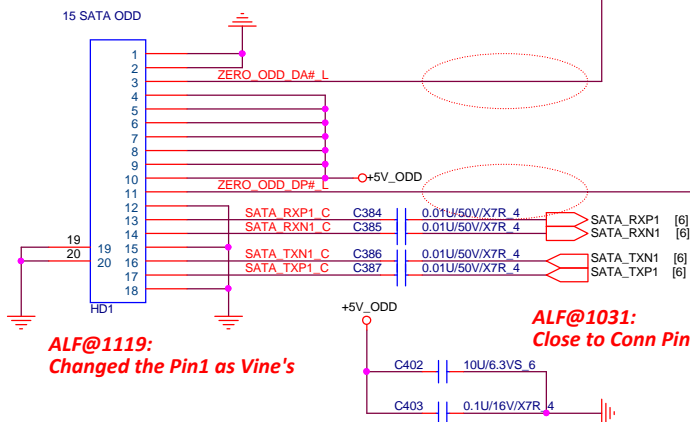 15 SATA ODD
1
2
3 ZERO_ODD_DA#_L
4
5
6
7
8
9
10 +5V_ODD
11 ZERO_ODD_DP#_L
12
13 SATA_RXP1_C C384 0.01U/50V/X7R_4 SATA_RXP1 [6]
14 SATA_RXN1_C C385 0.01U/50V/X7R_4 SATA_RXN1 [6]
19 19 15
20 20 16 SATA_TXN1_C C386 0.01U/50V/X7R_4 SATA_TXN1 [6]
17 SATA_TXP1_C C387 0.01U/50V/X7R_4 SATA_TXP1 [6]
18
HD1
+5V_ODD
ALF@1119:
Changed the Pin1 as Vine's
ALF@1031:
Close to Conn Pin
C402 10U/6.3VS_6
C403 0.1U/16V/X7R_4